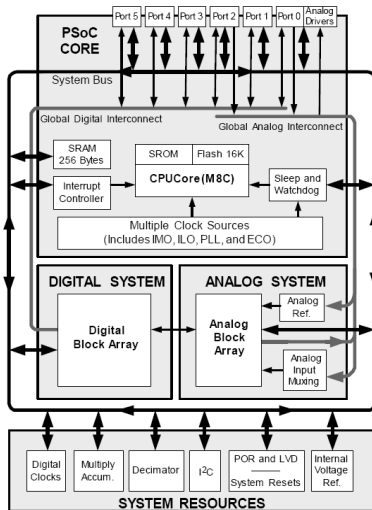 PSoC
CORE
Port 5
Port 4
Port 3
Port 2
Port 1
Port 0
Analog
Drivers
System Bus
Global Digital Interconnect
Global Analog Interconnect
SRAM
256 Bytes
SROM
Flash 16K
CPUCore (M8C)
Interrupt
Controller
Sleep and
Watchdog
Multiple Clock Sources
(Includes IMO, ILO, PLL, and ECO)
DIGITAL SYSTEM
Digital
Block Array
ANALOG SYSTEM
Analog
Block
Array
Analog
Ref.
Analog
Input
Muxing
Digital
Clocks
Multiply
Accum.
Decimator
I²C
POR and LVD
System Resets
Internal
Voltage
Ref.
SYSTEM RESOURCES